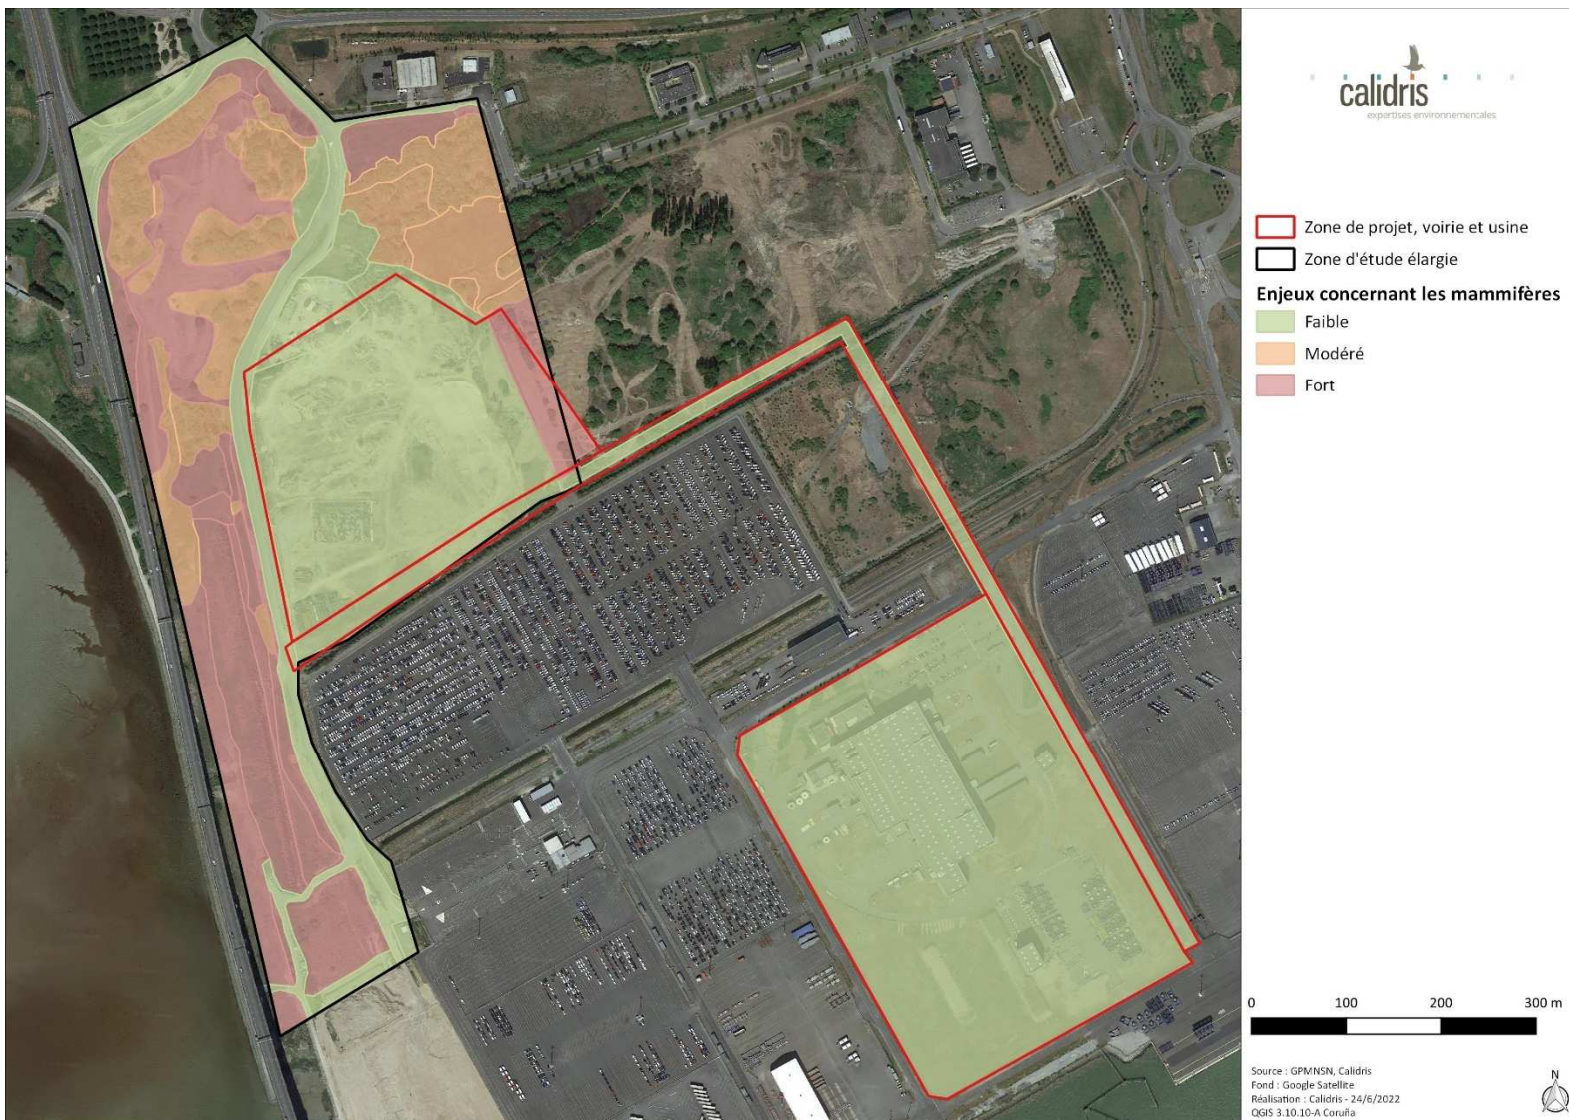 calidris
expertises environnementales
Zone de projet, voirie et usine
Zone d'étude élargie
Enjeux concernant les mammifères
Faible
Modéré
Fort
0 100 200 300 m
Source : GPMNSN, Calidris
Fond : Google Satellite
Réalisation : Calidris - 24/6/2022
QGIS 3.10.10-A Coruña
N